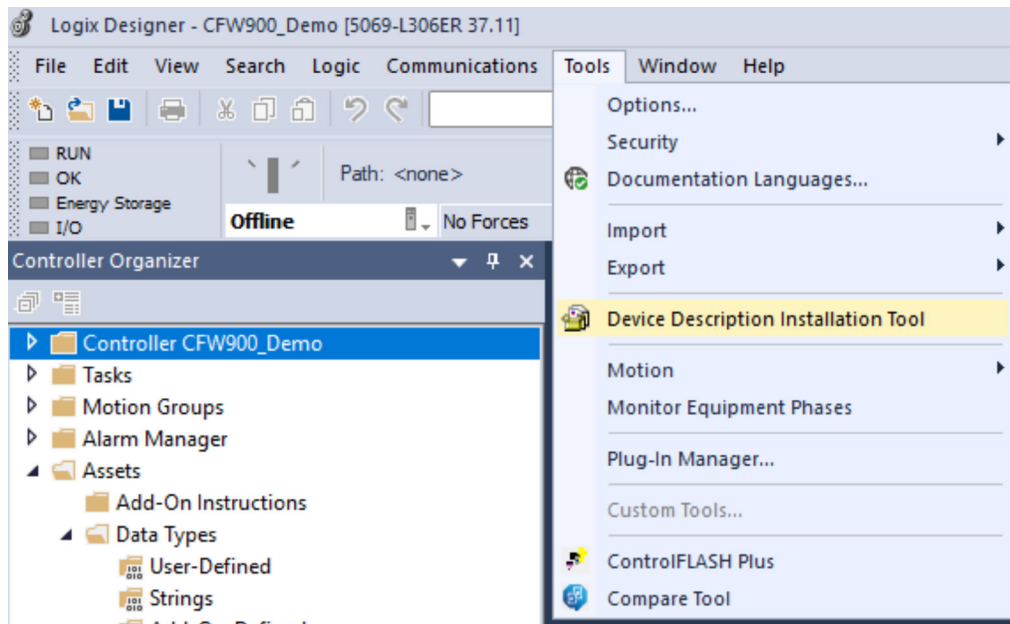 Logix Designer - CFW900_Demo [5069-L306ER 37.11]
File Edit View Search Logic Communications Tools Window Help
RUN
OK
Energy Storage
I/O
Path: <none>
Offline
No Forces
Controller Organizer
Controller CFW900_Demo
Tasks
Motion Groups
Alarm Manager
Assets
Add-On Instructions
Data Types
User-Defined
Strings
Options...
Security
Documentation Languages...
Import
Export
Device Description Installation Tool
Motion
Monitor Equipment Phases
Plug-In Manager...
Custom Tools...
ControlFLASH Plus
Compare Tool